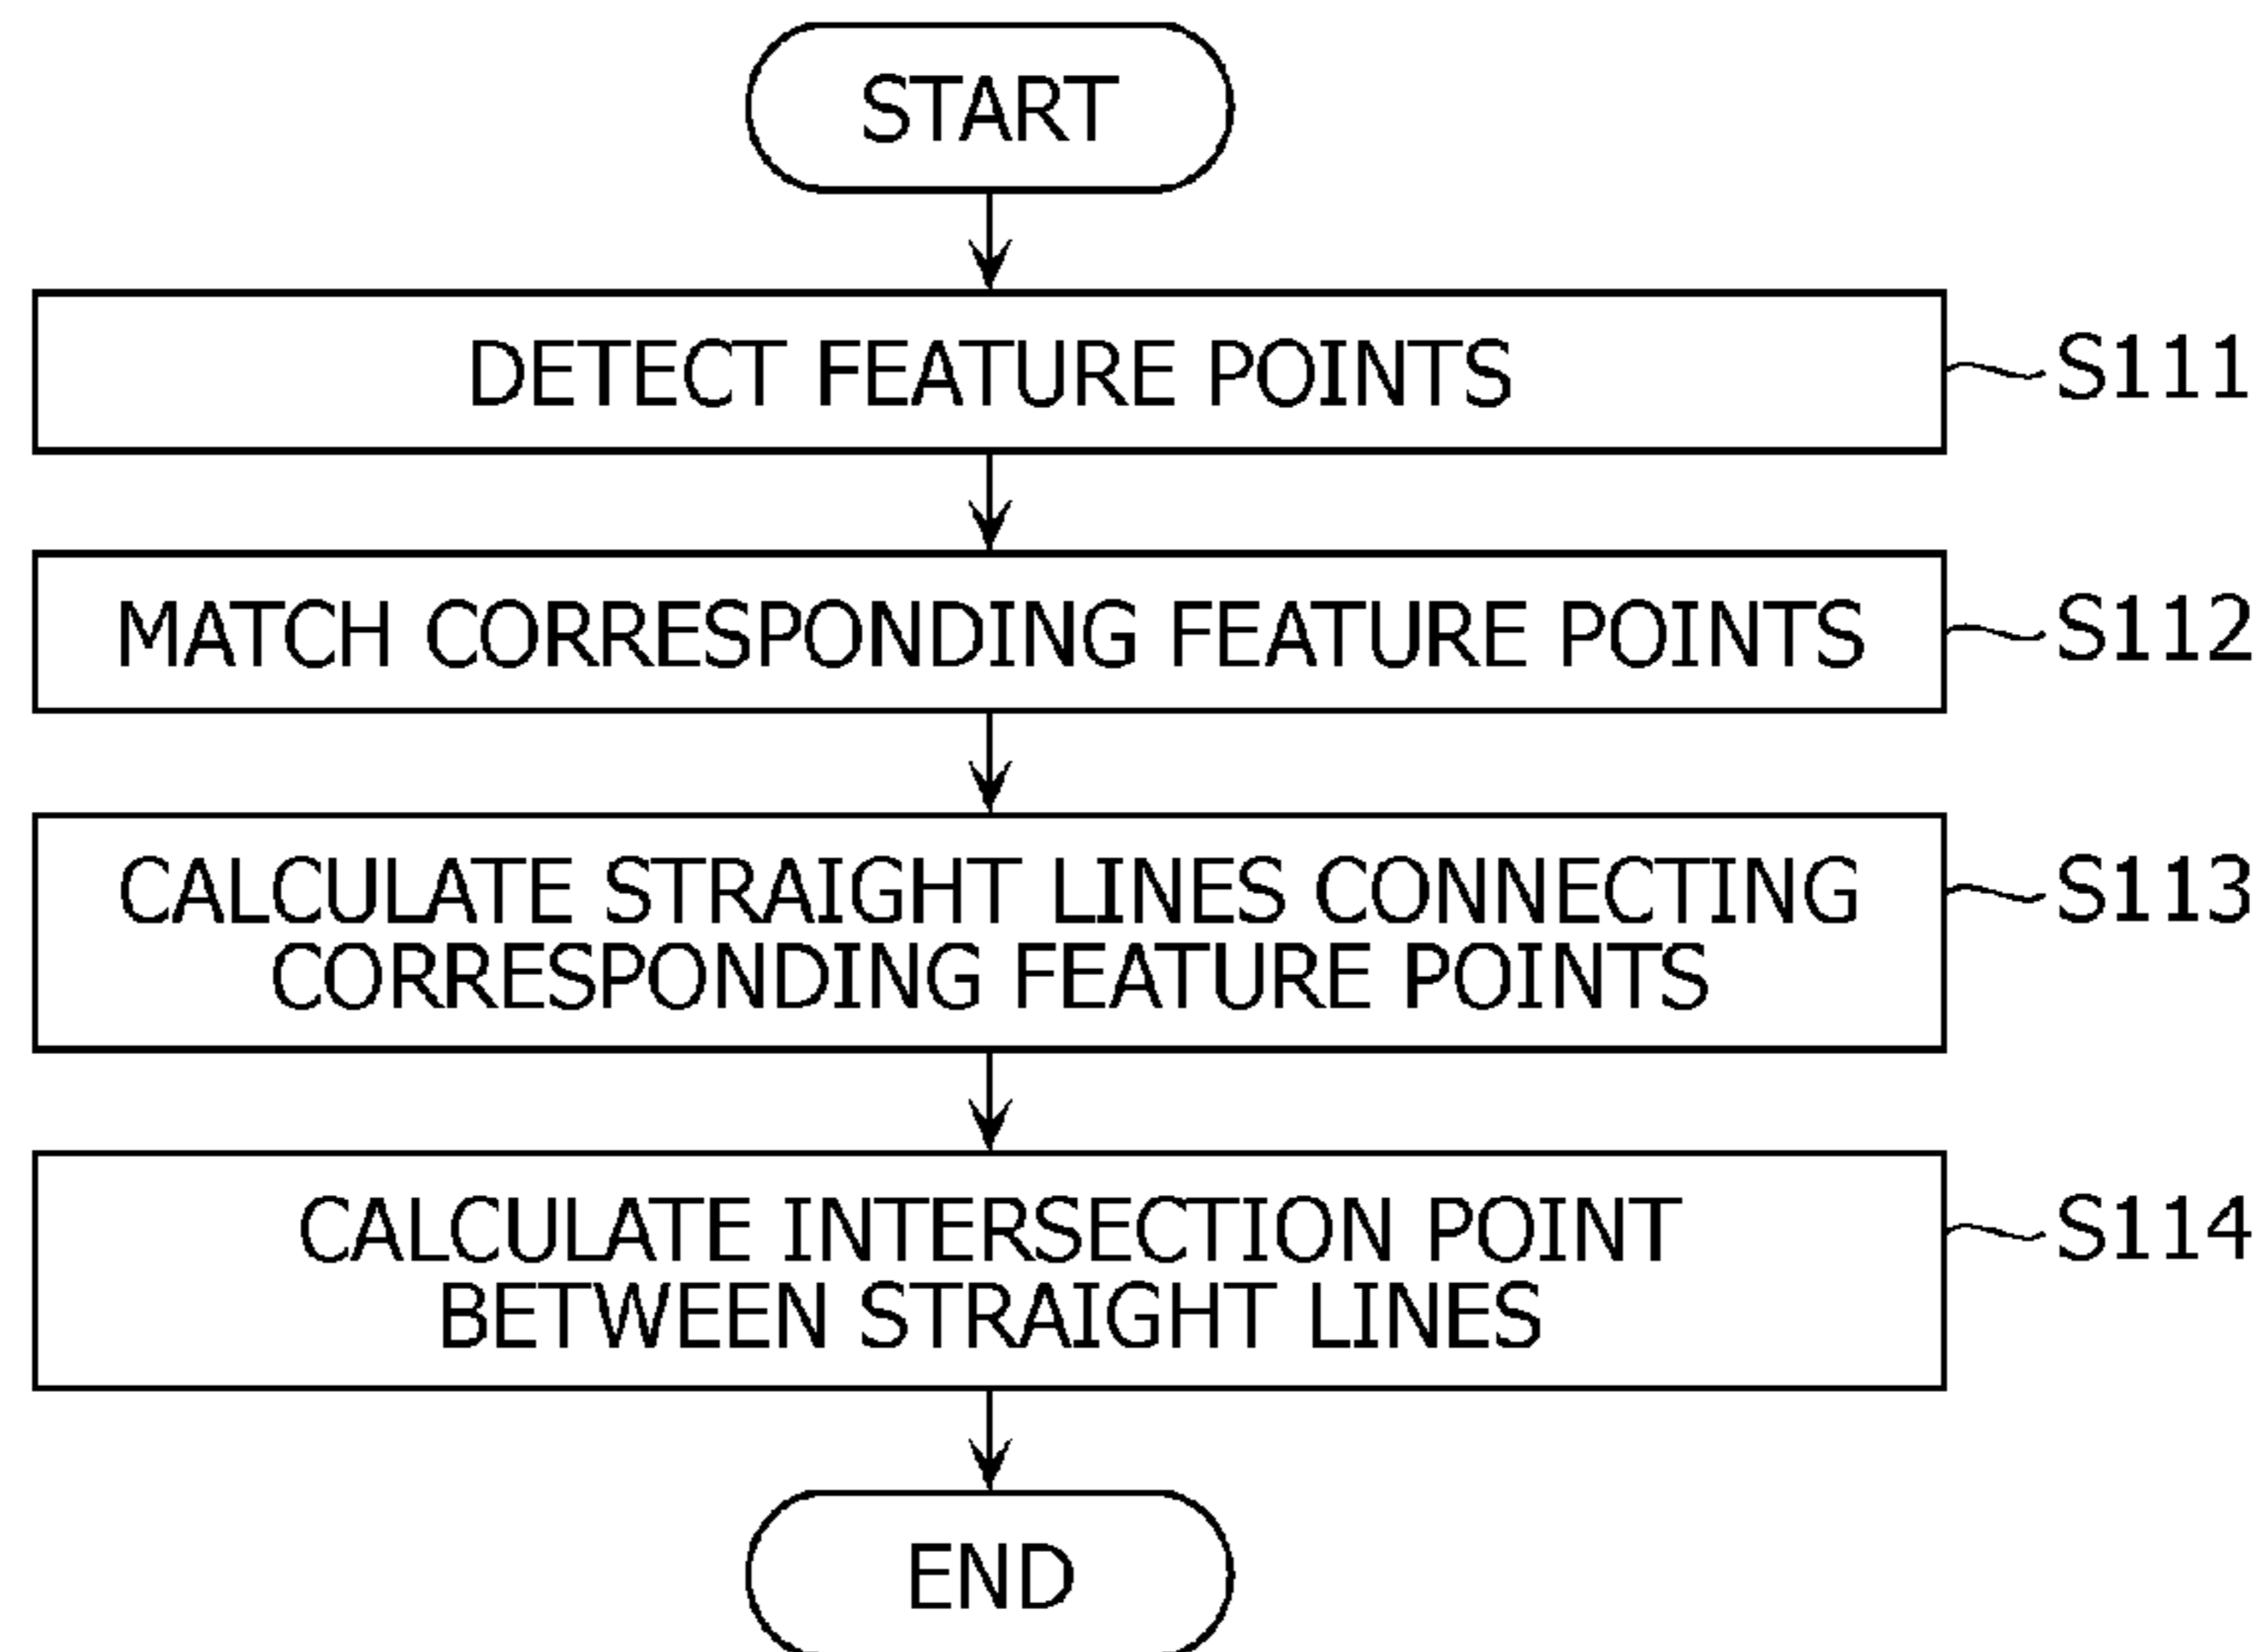 START
DETECT FEATURE POINTS
S111
MATCH CORRESPONDING FEATURE POINTS
S112
CALCULATE STRAIGHT LINES CONNECTING
CORRESPONDING FEATURE POINTS
S113
CALCULATE INTERSECTION POINT
BETWEEN STRAIGHT LINES
S114
END